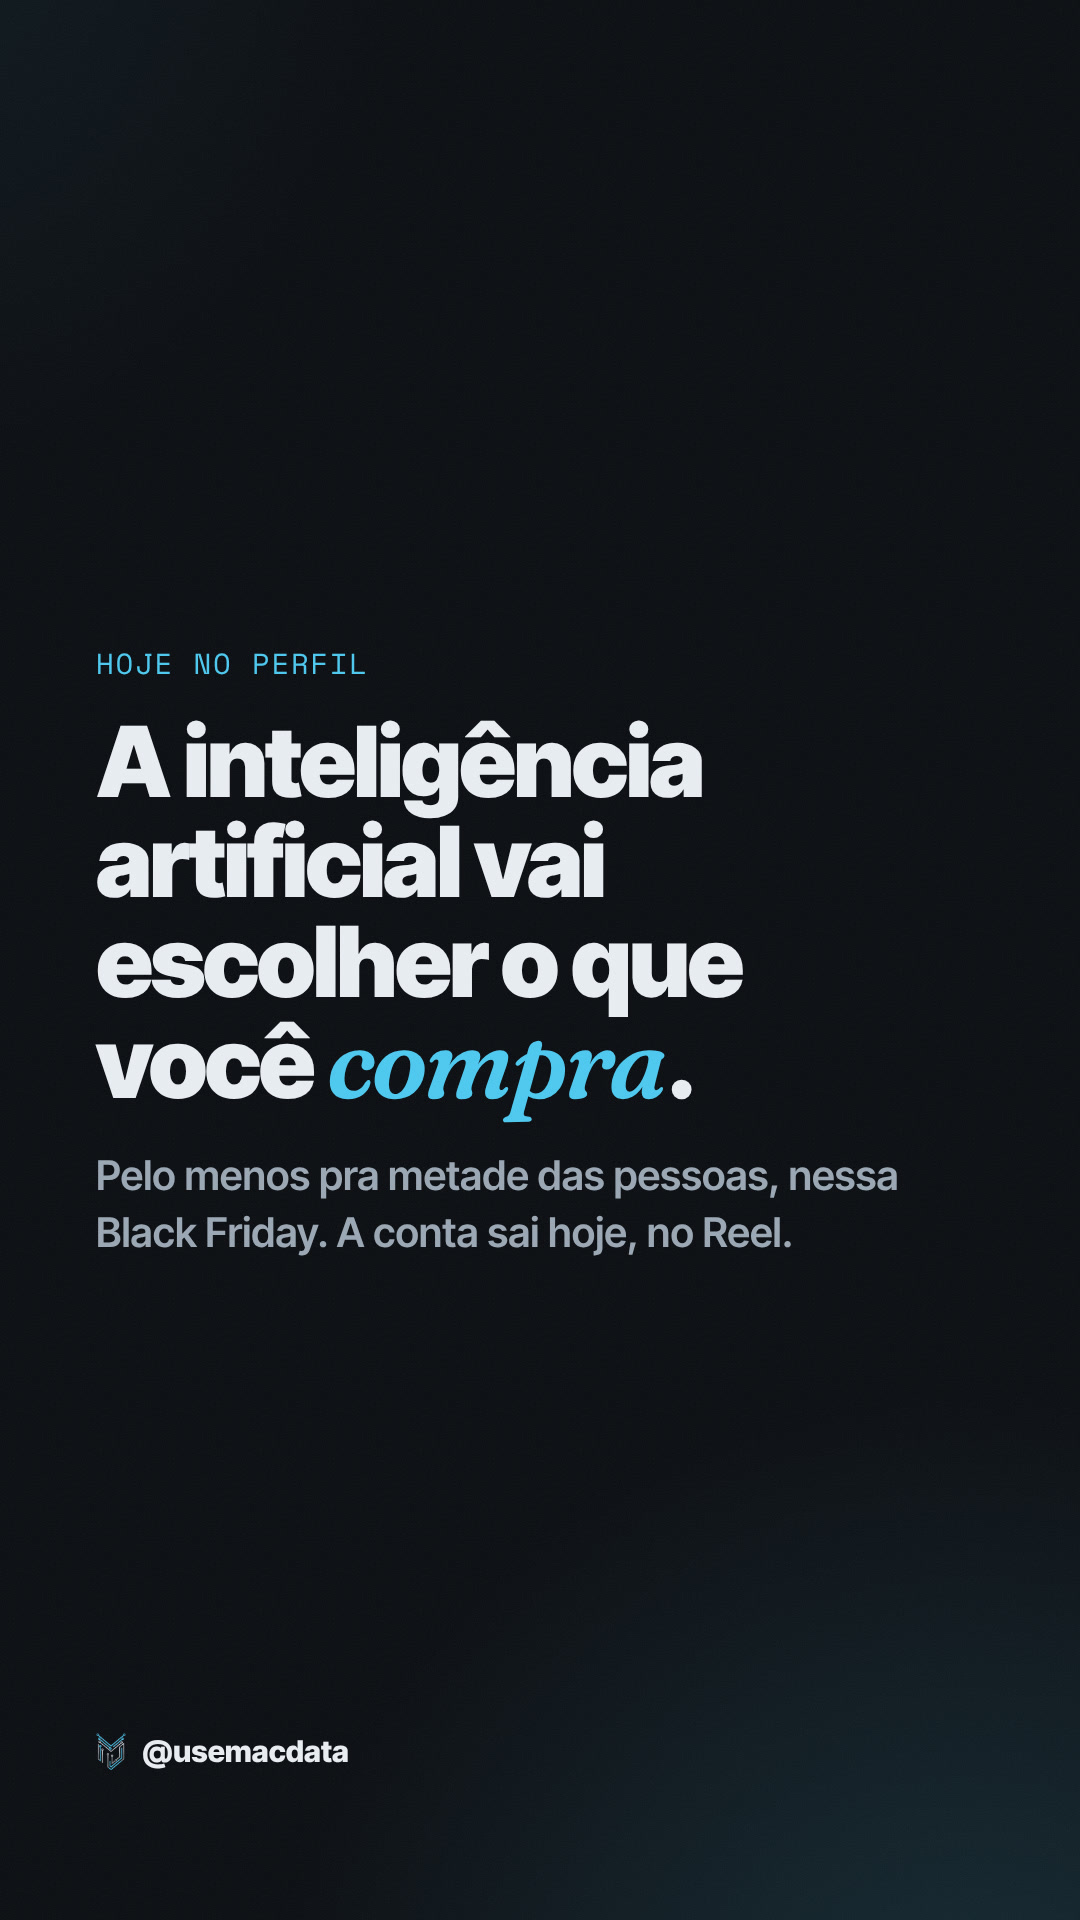 HOJE NO PERFIL
A inteligência
artificial vai
escolher o que
você compra.
Pelo menos pra metade das pessoas, nessa
Black Friday. A conta sai hoje, no Reel.
@usemacdata